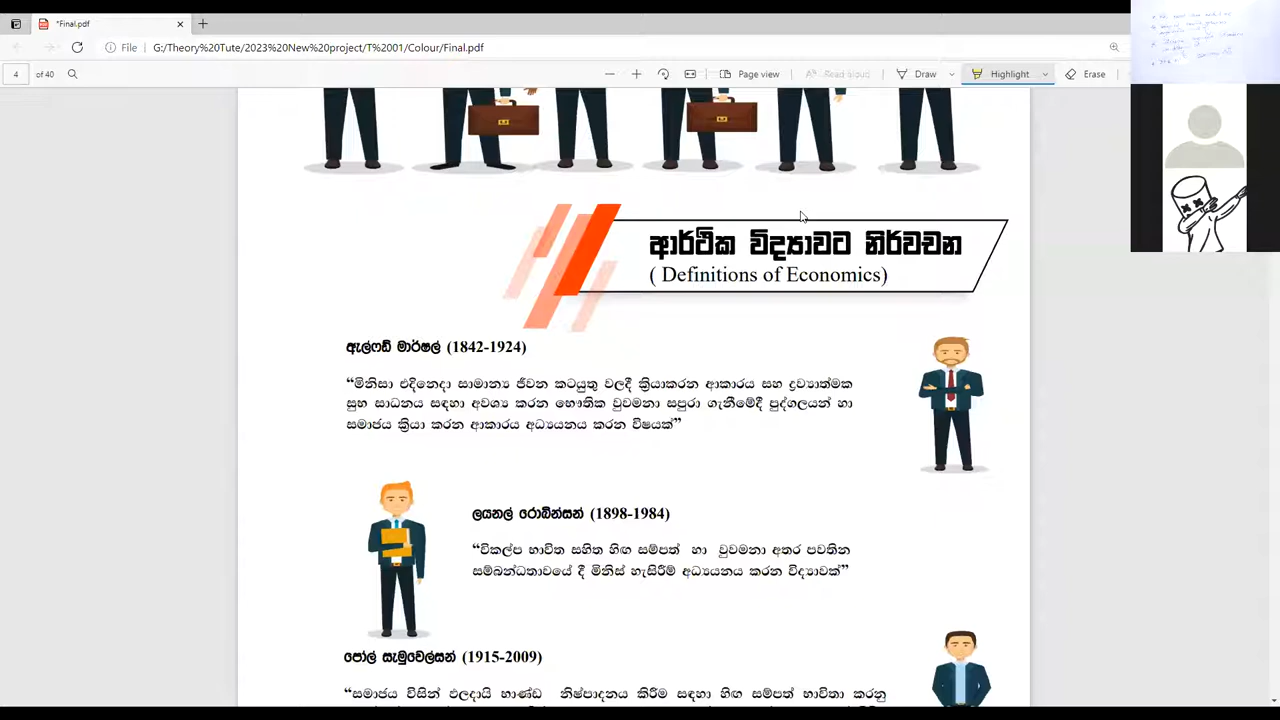 *Final.pdf
File G:/Theory%20Tute/2023%20New%20project/T%2001/Colour/Final.pdf
4 of 40 Page view Read aloud Draw Highlight Erase
ආර්ථික විද්‍යාවට නිර්වචන
( Definitions of Economics)
ඇල්ෆඩ් මාර්ෂල් (1842-1924)
“මිනිසා එදිනෙදා සාමාන්‍ය ජීවන කටයුතු වලදී ක්‍රියාකරන ආකාරය සහ ද්‍රව්‍යාත්මක
සුභ සාධනය සඳහා අවශ්‍ය කරන භෞතික වුවමනා සපුරා ගැනීමේදී පුද්ගලයන් හා
සමාජය ක්‍රියා කරන ආකාරය අධ්‍යයනය කරන විෂයක්”
ලයනල් රොබින්සන් (1898-1984)
“විකල්ප භාවිත සහිත හිඟ සම්පත් හා වුවමනා අතර පවතින
සම්බන්ධතාවයේ දී මිනිස් හැසිරීම් අධ්‍යයනය කරන විද්‍යාවක්”
පෝල් සැමුවෙල්සන් (1915-2009)
“සමාජය විසින් ඵලදායි භාණ්ඩ නිෂ්පාදනය කිරීම සඳහා හිඟ සම්පත් භාවිතා කරනු